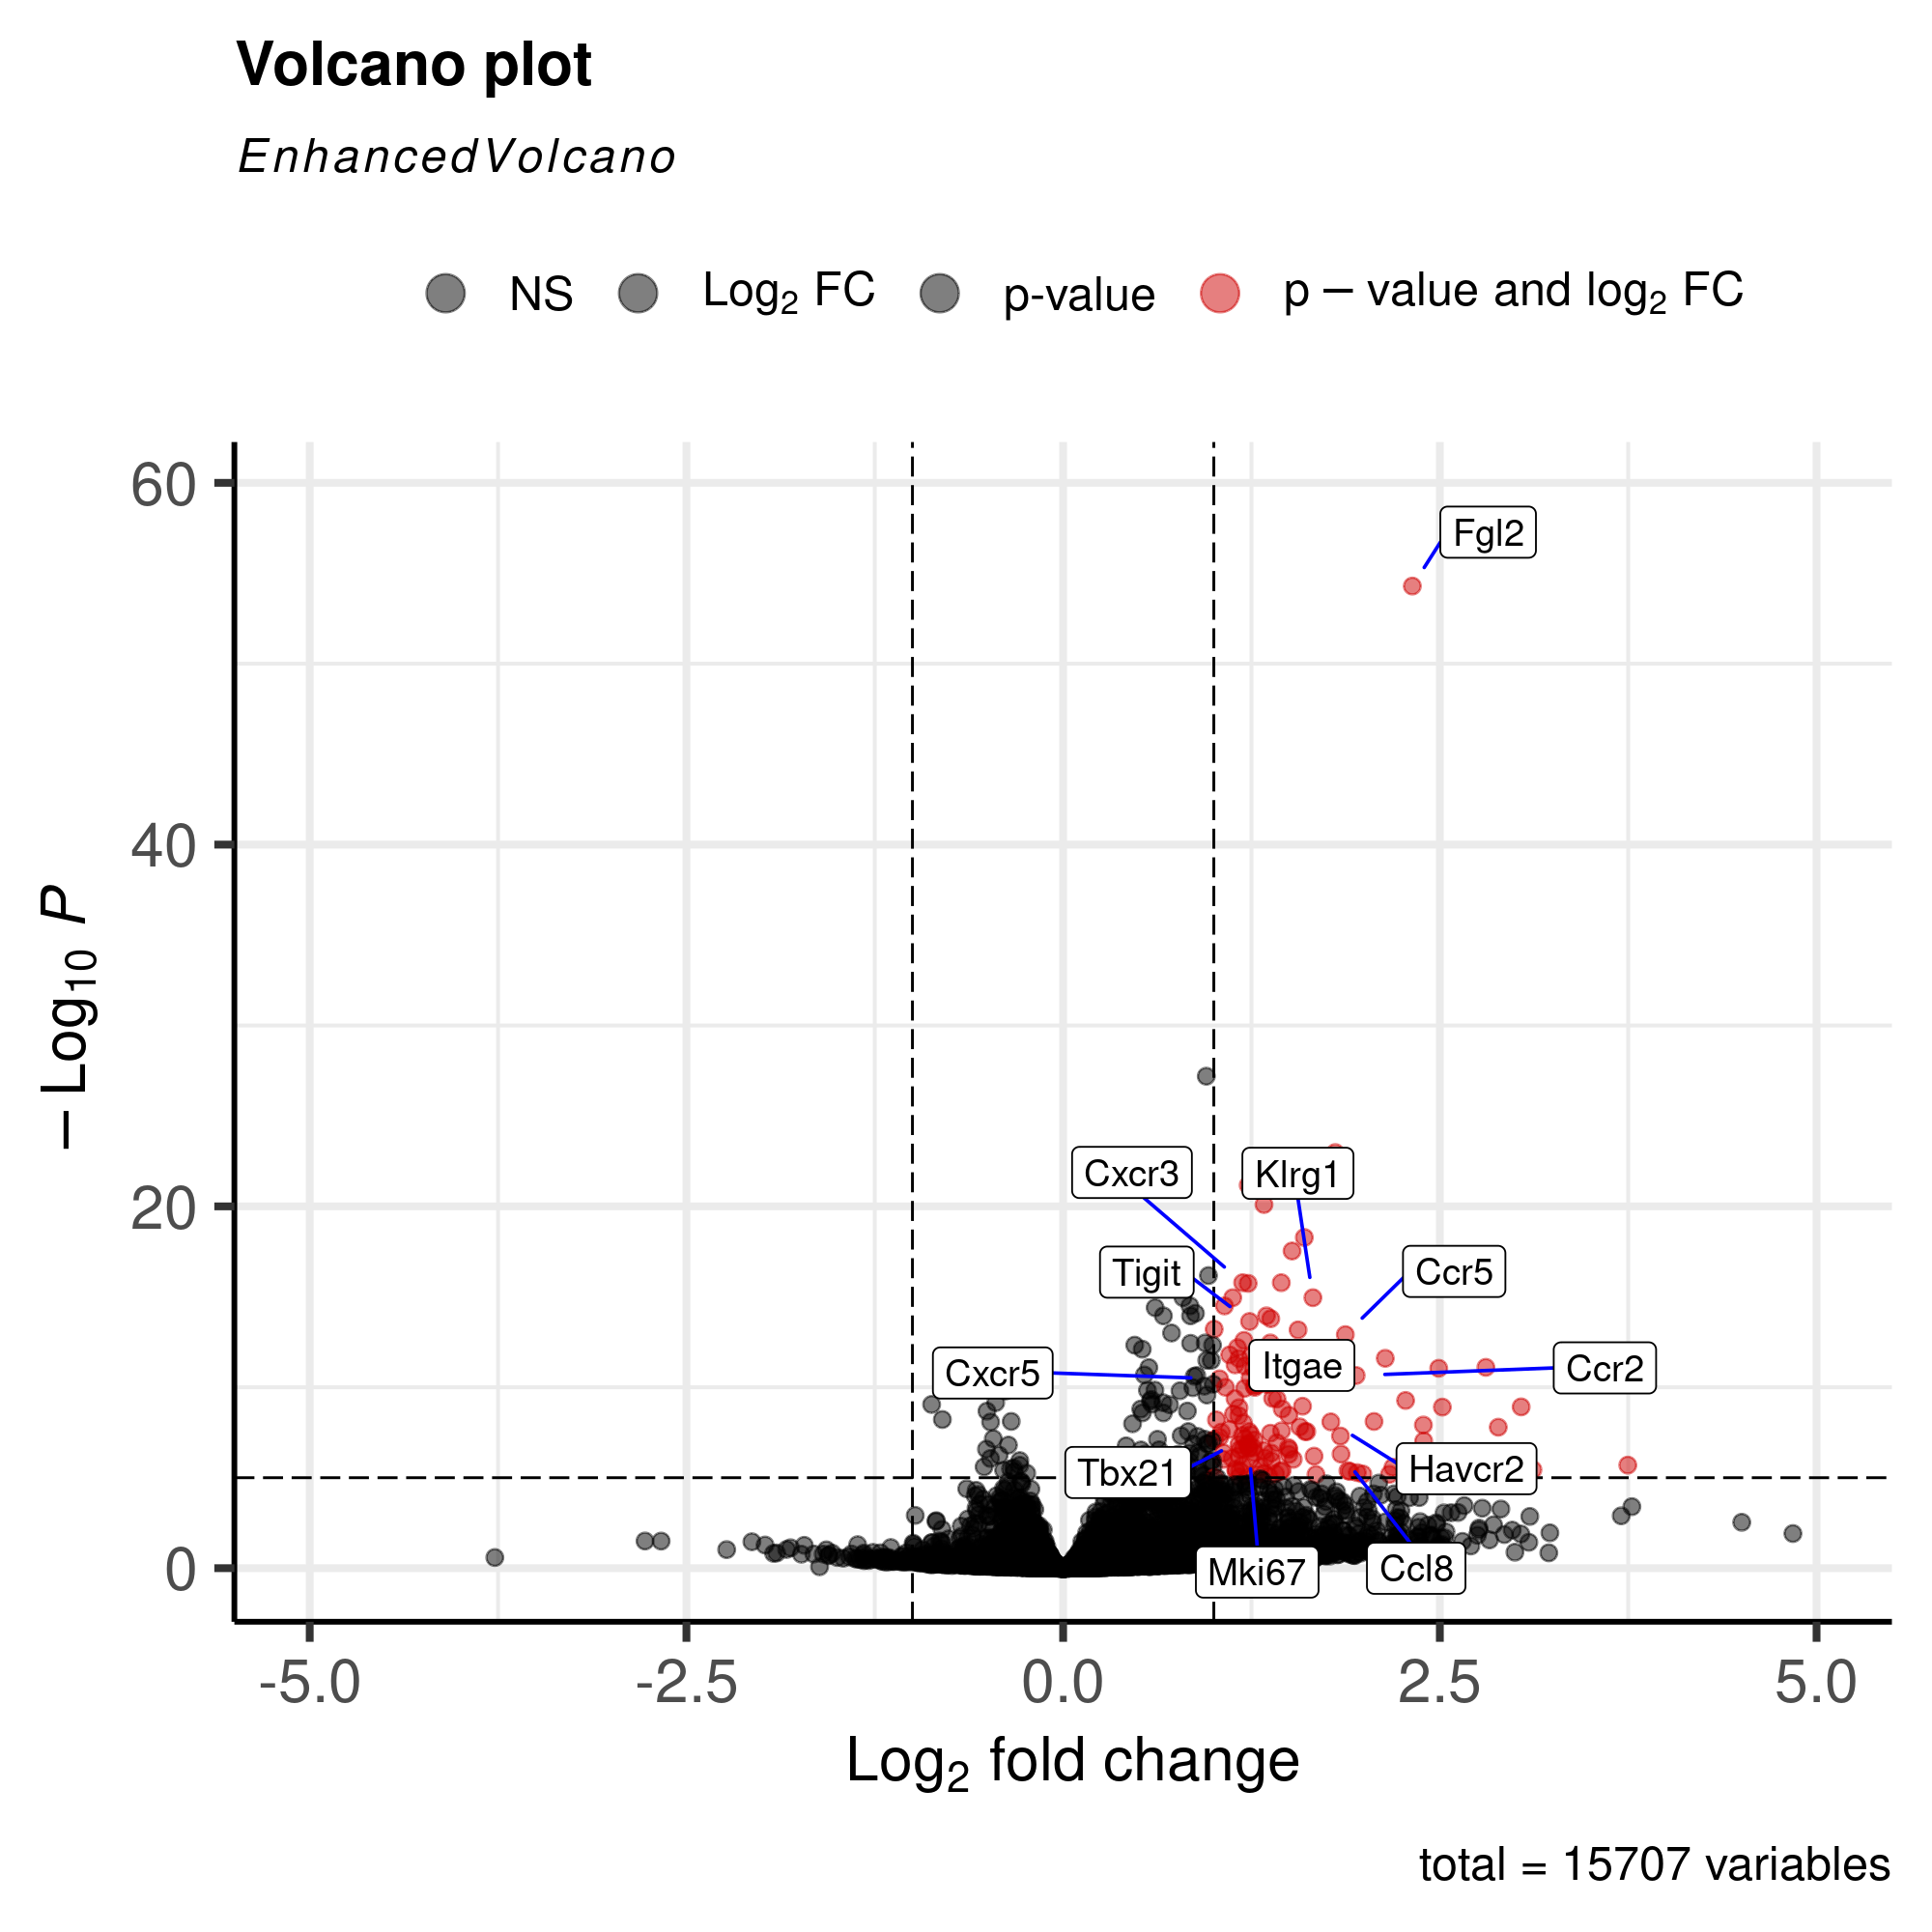 Volcano plot
EnhancedVolcano
NS Log₂ FC p-value p − value and log₂ FC
60
40
20
0
−Log₁₀ P
Fgl2
Cxcr3
Klrg1
Tigit
Ccr5
Cxcr5
Itgae
Ccr2
Tbx21
Havcr2
Mki67
Ccl8
-5.0 -2.5 0.0 2.5 5.0
Log₂ fold change
total = 15707 variables